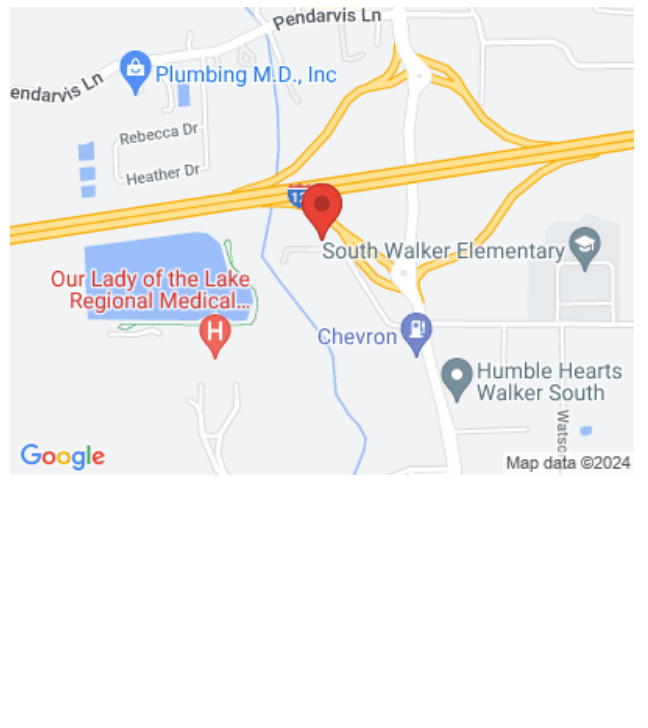 Pendarvis Ln
endarvis Ln
Plumbing M.D., Inc
Rebecca Dr
Heather Dr
South Walker Elementary
Our Lady of the Lake
Regional Medical...
H
Chevron
Humble Hearts
Walker South
Google
Map data ©2024